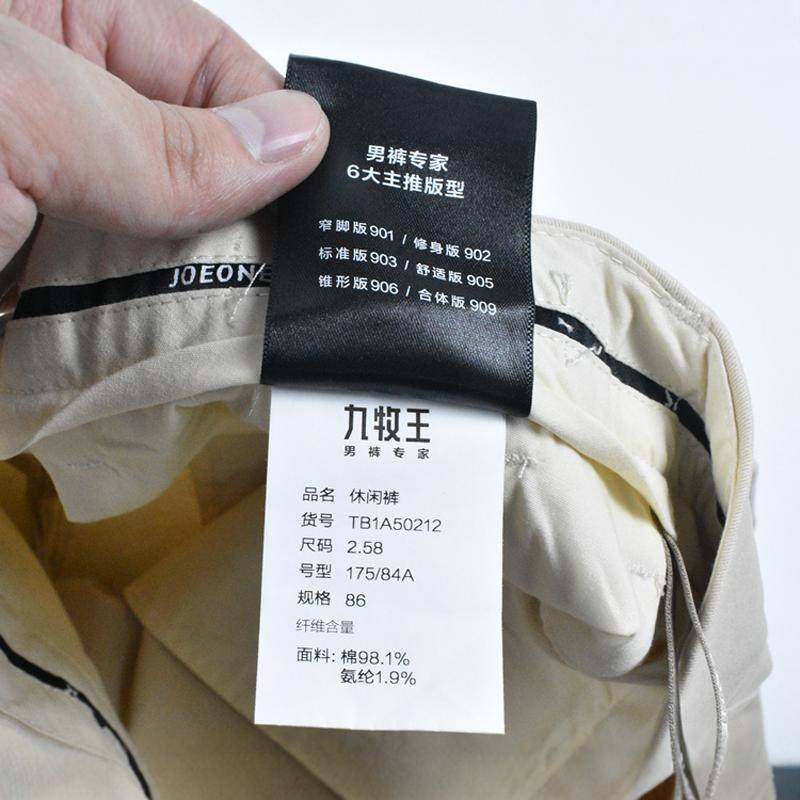 男裤专家
6大主推版型
窄脚版901 / 修身版902
标准版903 / 舒适版905
锥形版906 / 合体版909
JOEONE
九牧王
男裤专家
品名 休闲裤
货号 TB1A50212
尺码 2.58
号型 175/84A
规格 86
纤维含量
面料: 棉98.1%
氨纶1.9%